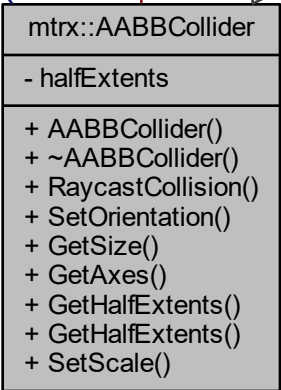 mtrx::AABBCollider
- halfExtents
+ AABBCollider()
+ ~AABBCollider()
+ RaycastCollision()
+ SetOrientation()
+ GetSize()
+ GetAxes()
+ GetHalfExtents()
+ GetHalfExtents()
+ SetScale()